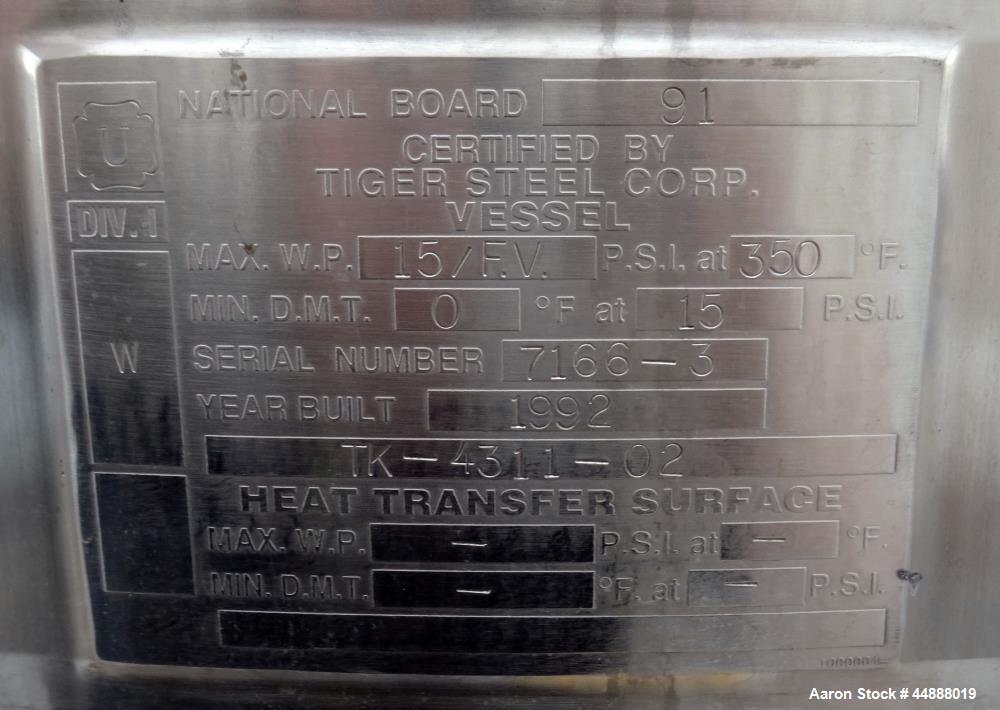 NATIONAL BOARD 91
U
CERTIFIED BY
TIGER STEEL CORP.
DIV.1
VESSEL
MAX. W.P. 15/F.V. P.S.I. at 350 °F.
MIN. D.M.T. 0 °F at 15 P.S.I.
W
SERIAL NUMBER 7166-3
YEAR BUILT 1992
TK-4311-02
HEAT TRANSFER SURFACE
MAX. W.P. - P.S.I. at - °F.
MIN. D.M.T. - °F. at - P.S.I.
Aaron Stock # 44888019